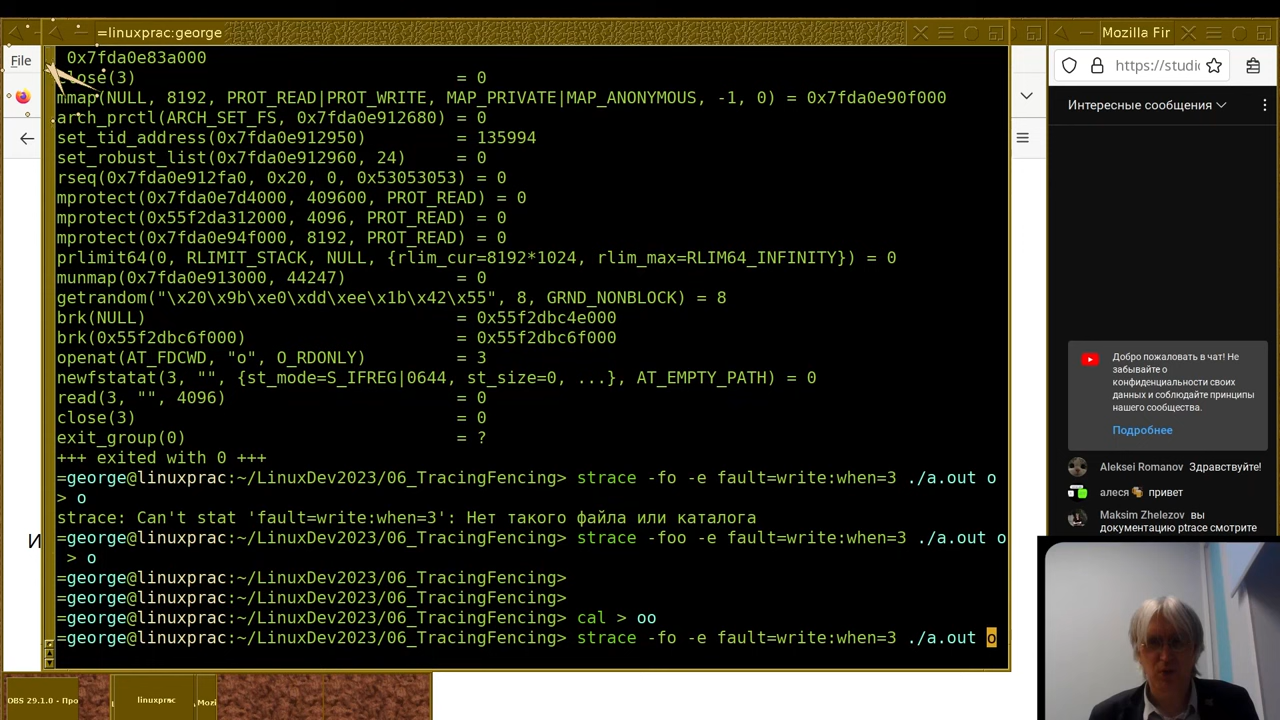 =linuxprac:george
Mozilla Fir
File
0x7fda0e83a000
close(3) = 0
mmap(NULL, 8192, PROT_READ|PROT_WRITE, MAP_PRIVATE|MAP_ANONYMOUS, -1, 0) = 0x7fda0e90f000
arch_prctl(ARCH_SET_FS, 0x7fda0e912680) = 0
set_tid_address(0x7fda0e912950) = 135994
set_robust_list(0x7fda0e912960, 24) = 0
rseq(0x7fda0e912fa0, 0x20, 0, 0x53053053) = 0
mprotect(0x7fda0e7d4000, 409600, PROT_READ) = 0
mprotect(0x55f2da312000, 4096, PROT_READ) = 0
mprotect(0x7fda0e94f000, 8192, PROT_READ) = 0
prlimit64(0, RLIMIT_STACK, NULL, {rlim_cur=8192*1024, rlim_max=RLIM64_INFINITY}) = 0
munmap(0x7fda0e913000, 44247) = 0
getrandom("\x20\x9b\xe0\xdd\xee\x1b\x42\x55", 8, GRND_NONBLOCK) = 8
brk(NULL) = 0x55f2dbc4e000
brk(0x55f2dbc6f000) = 0x55f2dbc6f000
openat(AT_FDCWD, "o", O_RDONLY) = 3
newfstatat(3, "", {st_mode=S_IFREG|0644, st_size=0, ...}, AT_EMPTY_PATH) = 0
read(3, "", 4096) = 0
close(3) = 0
exit_group(0) = ?
+++ exited with 0 +++
=george@linuxprac:~/LinuxDev2023/06_TracingFencing> strace -fo -e fault=write:when=3 ./a.out o
> o
strace: Can't stat 'fault=write:when=3': Нет такого файла или каталога
=george@linuxprac:~/LinuxDev2023/06_TracingFencing> strace -foo -e fault=write:when=3 ./a.out o
> o
=george@linuxprac:~/LinuxDev2023/06_TracingFencing>
=george@linuxprac:~/LinuxDev2023/06_TracingFencing>
=george@linuxprac:~/LinuxDev2023/06_TracingFencing> cal > oo
=george@linuxprac:~/LinuxDev2023/06_TracingFencing> strace -fo -e fault=write:when=3 ./a.out o
https://studi
Интересные сообщения
Добро пожаловать в чат! Не
забывайте о
конфиденциальности своих
данных и соблюдайте принципы
нашего сообщества.
Подробнее
Aleksei Romanov Здравствуйте!
алеся привет
Maksim Zhelezov вы
документацию ptrace смотрите
И
DBS 29.1.0 - Про
linuxprac
Mozi